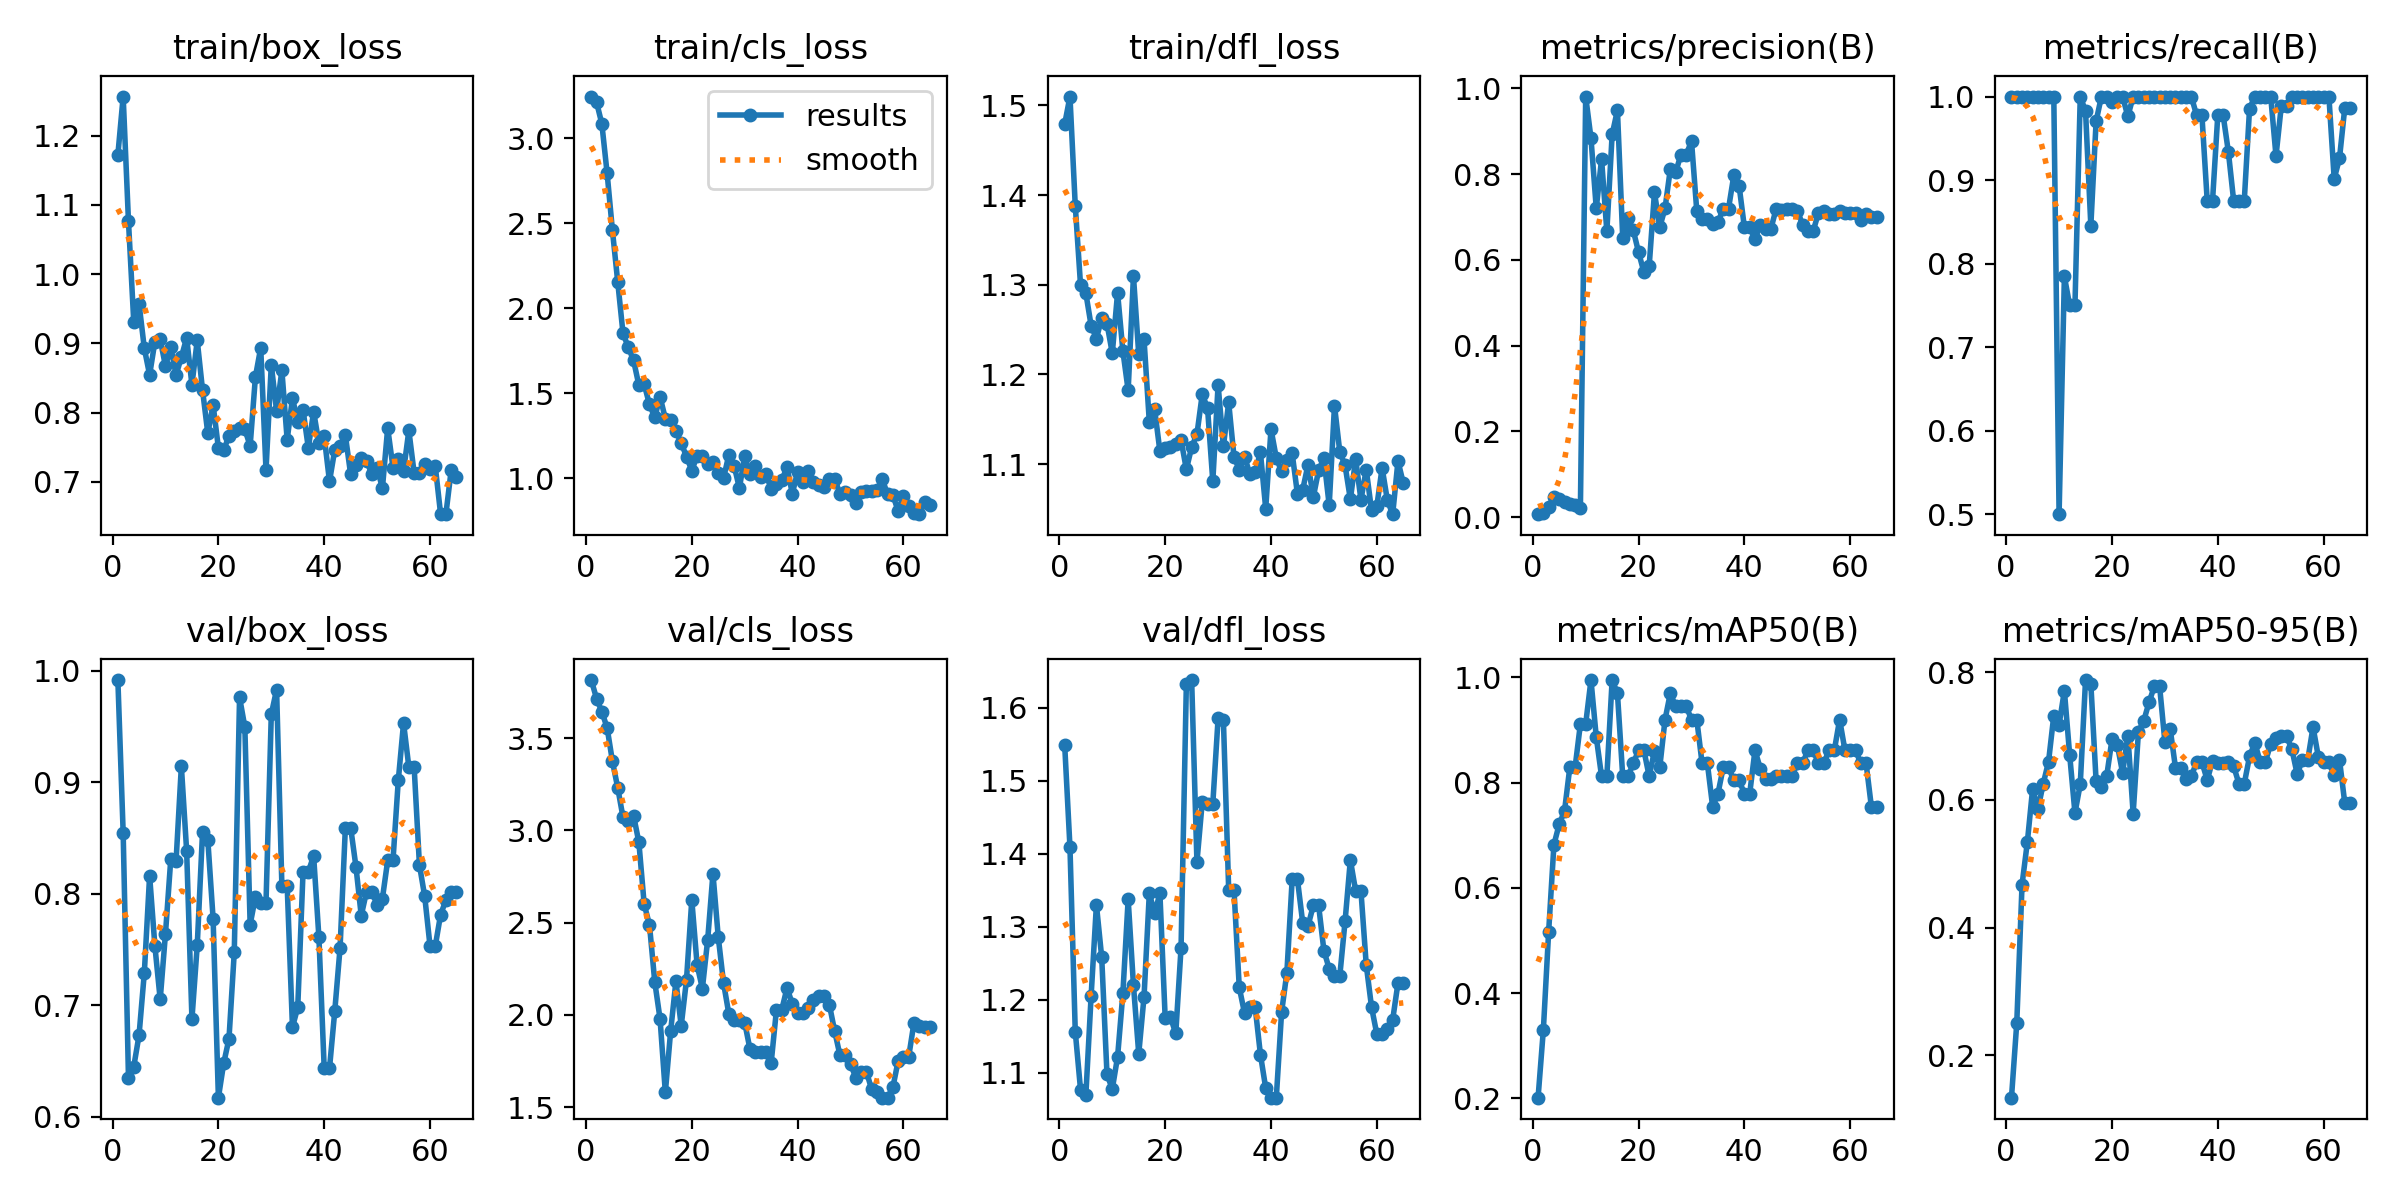 train/box_loss
train/cls_loss
train/dfl_loss
metrics/precision(B)
metrics/recall(B)
1.2
1.1
1.0
0.9
0.8
0.7
0 20 40 60
3.0
2.5
2.0
1.5
1.0
results
smooth
0 20 40 60
1.5
1.4
1.3
1.2
1.1
0 20 40 60
1.0
0.8
0.6
0.4
0.2
0.0
0 20 40 60
1.0
0.9
0.8
0.7
0.6
0.5
0 20 40 60
val/box_loss
val/cls_loss
val/dfl_loss
metrics/mAP50(B)
metrics/mAP50-95(B)
1.0
0.9
0.8
0.7
0.6
0 20 40 60
3.5
3.0
2.5
2.0
1.5
0 20 40 60
1.6
1.5
1.4
1.3
1.2
1.1
0 20 40 60
1.0
0.8
0.6
0.4
0.2
0 20 40 60
0.8
0.6
0.4
0.2
0 20 40 60